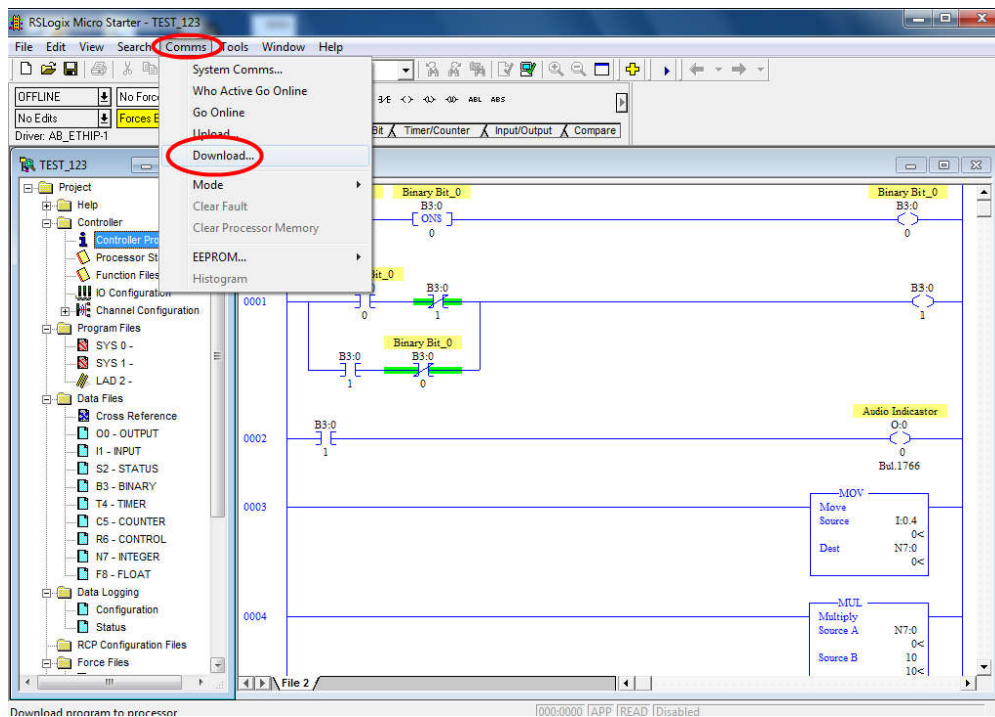 RSLogix Micro Starter - TEST_123
File Edit View Search Comms Tools Window Help
System Comms...
Who Active Go Online
Go Online
Upload...
Download...
Mode
Clear Fault
Clear Processor Memory
EEPROM...
Histogram
OFFLINE No Forc
No Edits Forces E
Driver: AB_ETHIP-1
ABL ABS
Bit Timer/Counter Input/Output Compare
TEST_123
Project
Help
Controller
Controller Pro
Processor St
Function Files
IO Configuration
Channel Configuration
Program Files
SYS 0 -
SYS 1 -
LAD 2 -
Data Files
Cross Reference
O0 - OUTPUT
I1 - INPUT
S2 - STATUS
B3 - BINARY
T4 - TIMER
C5 - COUNTER
R6 - CONTROL
N7 - INTEGER
F8 - FLOAT
Data Logging
Configuration
Status
RCP Configuration Files
Force Files
Binary Bit_0 Binary Bit_0
B3:0 B3:0
ONS
0 0
Bit_0
B3:0 B3:0
0001
0 1 1
Binary Bit_0
B3:0 B3:0
1 0
Audio Indicastor
B3:0 O:0
0002
1 0
Bul.1766
0003
MOV
Move
Source I:0.4
0<
Dest N7:0
0<
0004
MUL
Multiply
Source A N7:0
0<
Source B 10
10<
File 2
Download program to processor
000:0000 APP READ Disabled